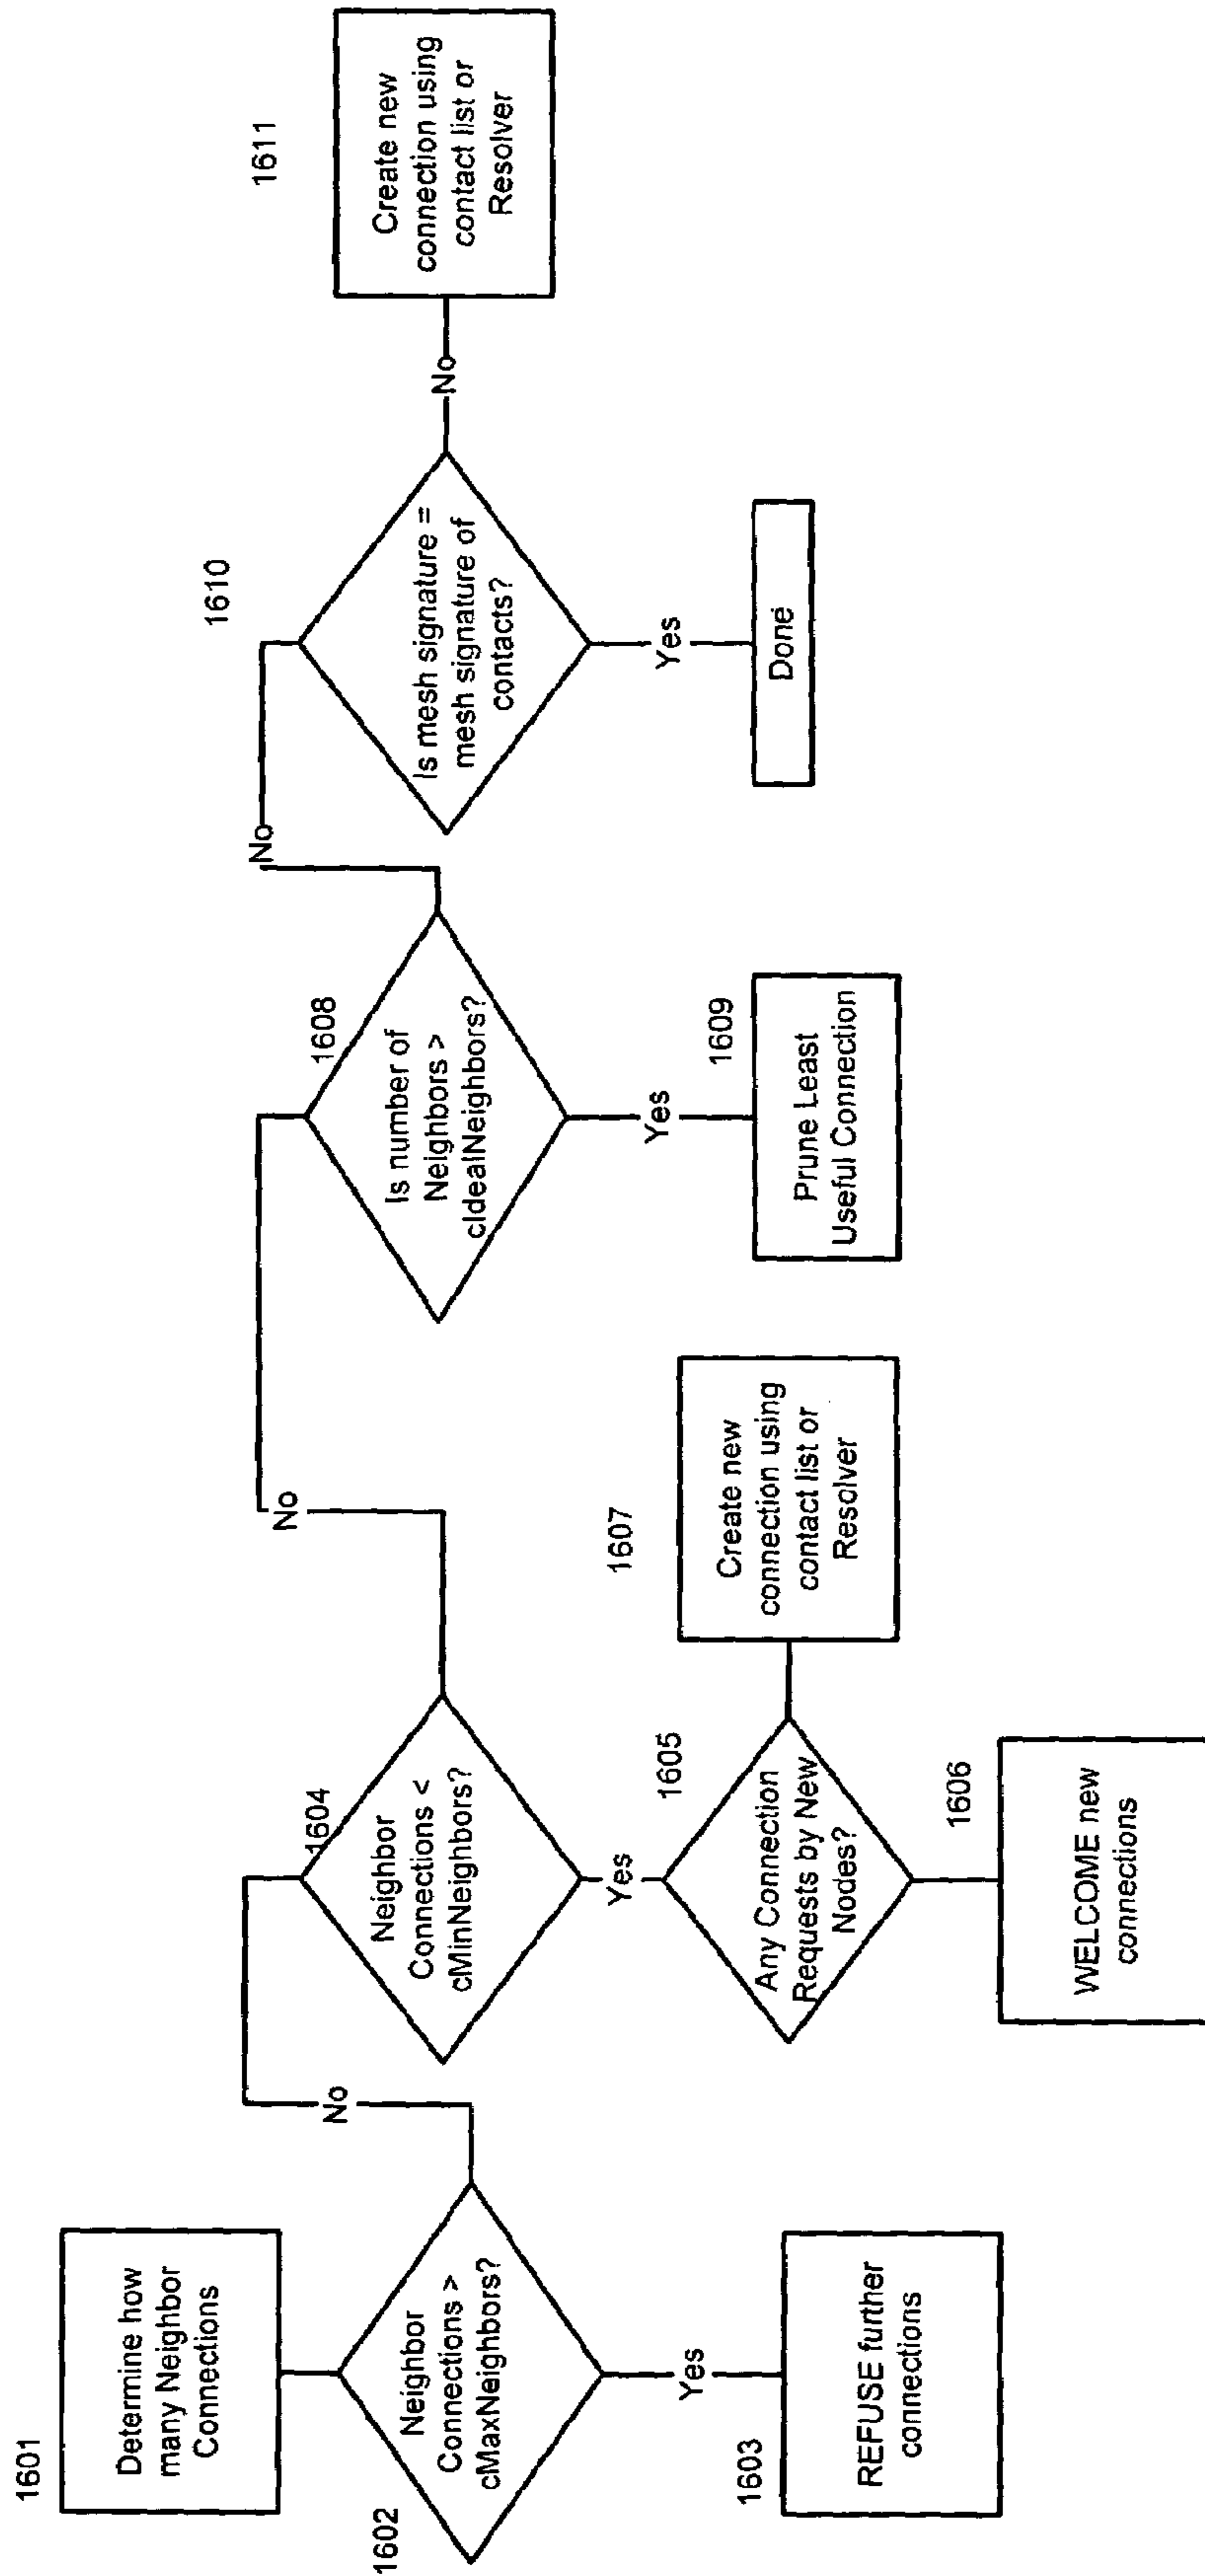 1601
Determine how
many Neighbor
Connections
1602
Neighbor
Connections >
cMaxNeighbors?
Yes
1603
REFUSE further
connections
No
1604
Neighbor
Connections <
cMinNeighbors?
Yes
1605
Any Connection
Requests by New
Nodes?
1606
WELCOME new
connections
1607
Create new
connection using
contact list or
Resolver
No
1608
Is number of
Neighbors >
cIdealNeighbors?
Yes
1609
Prune Least
Useful Connection
No
1610
Is mesh signature =
mesh signature of
contacts?
Yes
Done
No
1611
Create new
connection using
contact list or
Resolver